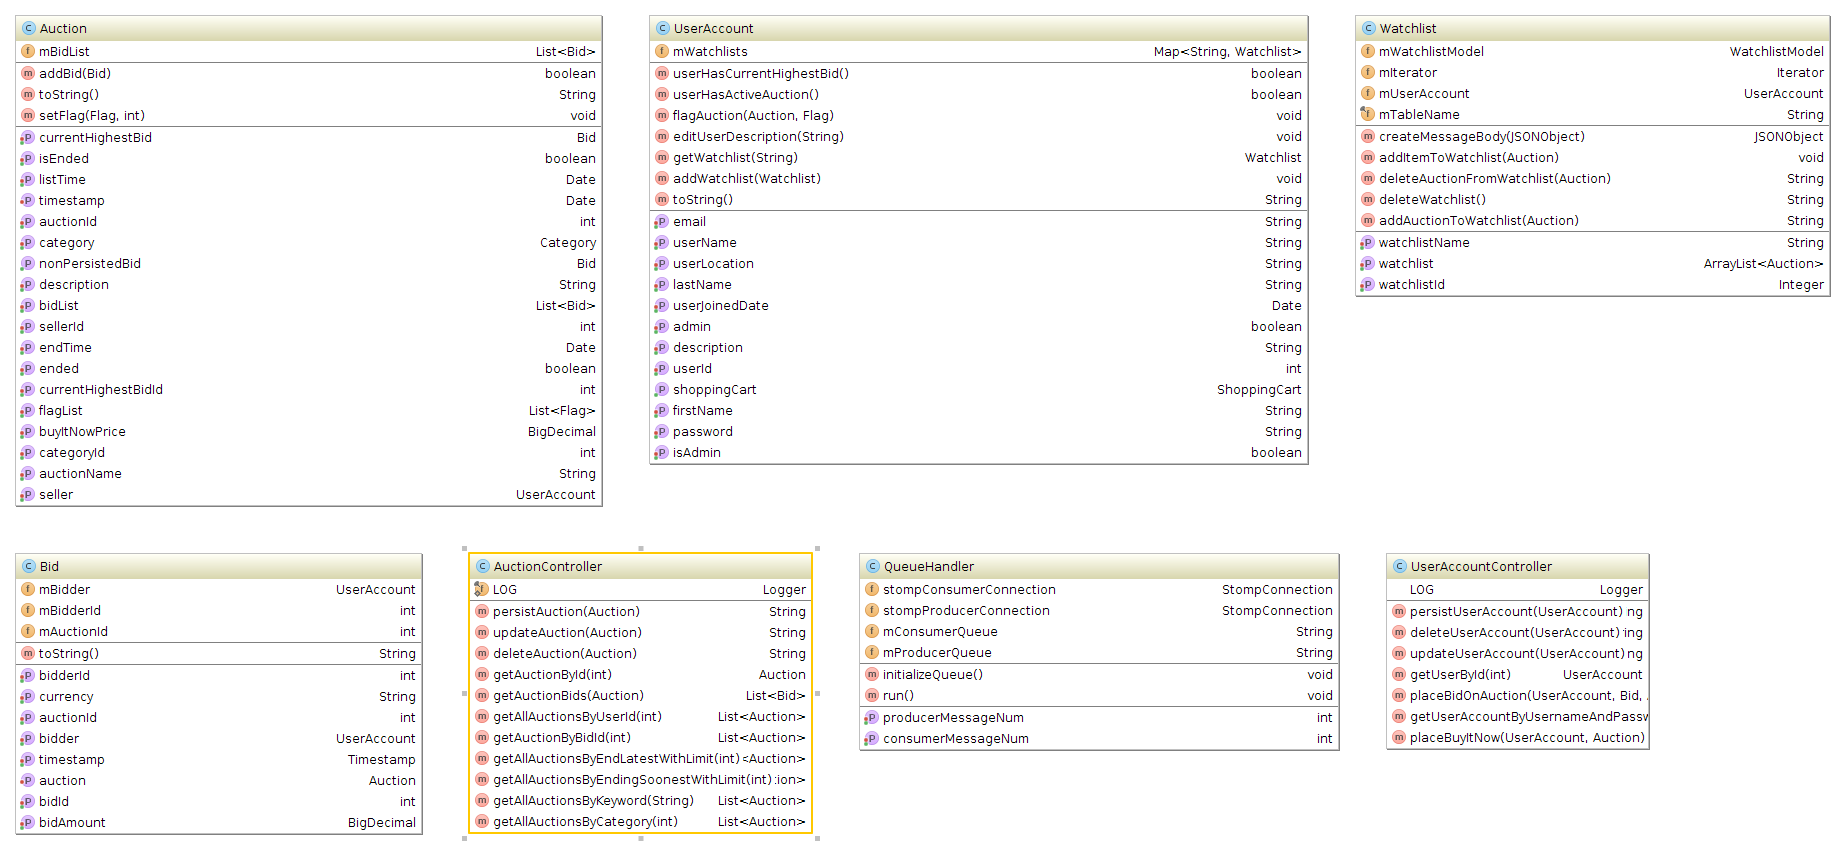 Auction
mBidList List<Bid>
addBid(Bid) boolean
toString() String
setFlag(Flag, int) void
currentHighestBid Bid
isEnded boolean
listTime Date
timestamp Date
auctionId int
category Category
nonPersistedBid Bid
description String
bidList List<Bid>
sellerId int
endTime Date
ended boolean
currentHighestBidId int
flagList List<Flag>
buyItNowPrice BigDecimal
categoryId int
auctionName String
seller UserAccount
UserAccount
mWatchlists Map<String, Watchlist>
userHasCurrentHighestBid() boolean
userHasActiveAuction() boolean
flagAuction(Auction, Flag) void
editUserDescription(String) void
getWatchlist(String) Watchlist
addWatchlist(Watchlist) void
toString() String
email String
userName String
userLocation String
lastName String
userJoinedDate Date
admin boolean
description String
userId int
shoppingCart ShoppingCart
firstName String
password String
isAdmin boolean
Watchlist
mWatchlistModel WatchlistModel
mIterator Iterator
mUserAccount UserAccount
mTableName String
createMessageBody(JSONObject) JSONObject
addItemToWatchlist(Auction) void
deleteAuctionFromWatchlist(Auction) String
deleteWatchlist() String
addAuctionToWatchlist(Auction) String
watchlistName String
watchlist ArrayList<Auction>
watchlistId Integer
Bid
mBidder UserAccount
mBidderId int
mAuctionId int
toString() String
bidderId int
currency String
auctionId int
bidder UserAccount
timestamp Timestamp
auction Auction
bidId int
bidAmount BigDecimal
AuctionController
LOG Logger
persistAuction(Auction) String
updateAuction(Auction) String
deleteAuction(Auction) String
getAuctionById(int) Auction
getAuctionBids(Auction) List<Bid>
getAllAuctionsByUserId(int) List<Auction>
getAuctionByBidId(int) List<Auction>
getAllAuctionsByEndLatestWithLimit(int) <Auction>
getAllAuctionsByEndingSoonestWithLimit(int) tion>
getAllAuctionsByKeyword(String) List<Auction>
getAllAuctionsByCategory(int) List<Auction>
QueueHandler
stompConsumerConnection StompConnection
stompProducerConnection StompConnection
mConsumerQueue String
mProducerQueue String
initializeQueue() void
run() void
producerMessageNum int
consumerMessageNum int
UserAccountController
LOG Logger
persistUserAccount(UserAccount) ng
deleteUserAccount(UserAccount) ing
updateUserAccount(UserAccount) ng
getUserById(int) UserAccount
placeBidOnAuction(UserAccount, Bid,
getUserAccountByUsernameAndPassw
placeBuyItNow(UserAccount, Auction)